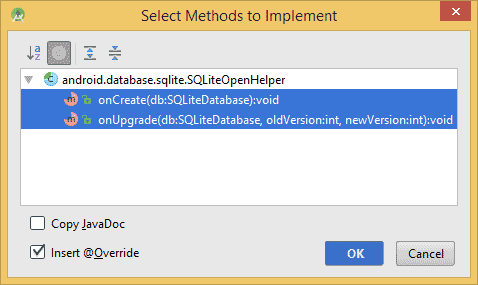 Select Methods to Implement
android.database.sqlite.SQLiteOpenHelper
onCreate(db:SQLiteDatabase):void
onUpgrade(db:SQLiteDatabase, oldVersion:int, newVersion:int):void
Copy JavaDoc
Insert @Override
OK
Cancel